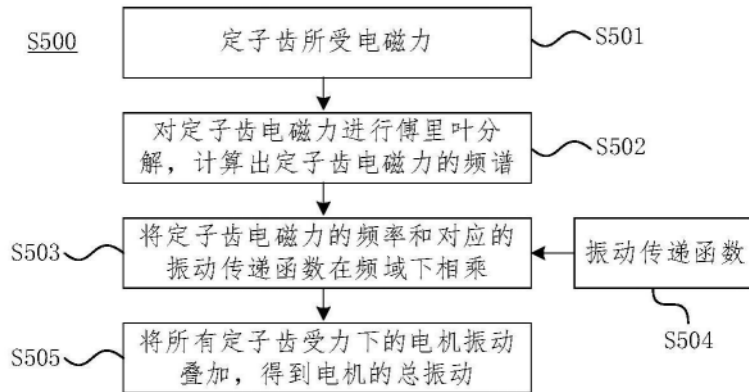 S500
定子齿所受电磁力
S501
对定子齿电磁力进行傅里叶分
解，计算出定子齿电磁力的频谱
S502
S503
将定子齿电磁力的频率和对应的
振动传递函数在频域下相乘
振动传递函数
S504
S505
将所有定子齿受力下的电机振动
叠加，得到电机的总振动